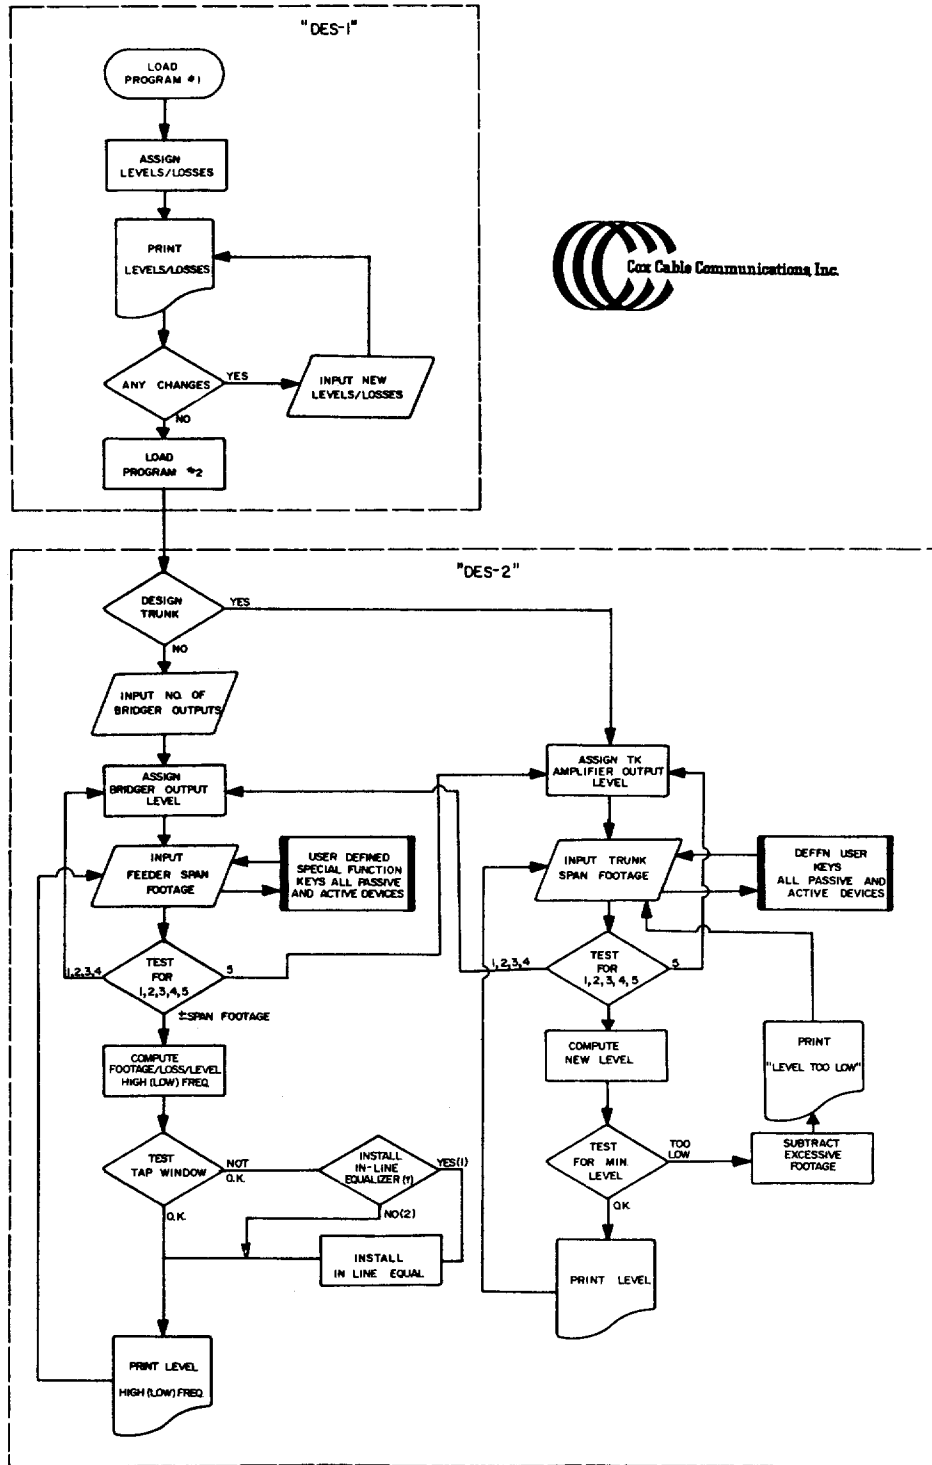 "DES-1"
LOAD
PROGRAM #1
ASSIGN
LEVELS/LOSSES
PRINT
LEVELS/LOSSES
ANY CHANGES
YES
INPUT NEW
LEVELS/LOSSES
NO
LOAD
PROGRAM #2
Cox Cable Communications, Inc.
"DES-2"
DESIGN
TRUNK
YES
NO
INPUT NO. OF
BRIDGER OUTPUTS
ASSIGN
BRIDGER OUTPUT
LEVEL
INPUT
FEEDER SPAN
FOOTAGE
USER DEFINED
SPECIAL FUNCTION
KEYS ALL PASSIVE
AND ACTIVE DEVICES
1,2,3,4
TEST
FOR
1,2,3,4,5
5
±SPAN FOOTAGE
COMPUTE
FOOTAGE/LOSS/LEVEL
HIGH (LOW) FREQ.
TEST
TAP WINDOW
NOT
O.K.
O.K.
INSTALL
IN-LINE
EQUALIZER (?)
YES(1)
NO(2)
INSTALL
IN LINE EQUAL
PRINT LEVEL
HIGH (LOW) FREQ.
ASSIGN TK
AMPLIFIER OUTPUT
LEVEL
INPUT TRUNK
SPAN FOOTAGE
DEFFN USER
KEYS
ALL PASSIVE AND
ACTIVE DEVICES
1,2,3,4
TEST
FOR
1,2,3,4,5
5
COMPUTE
NEW LEVEL
TEST
FOR MIN.
LEVEL
TOO
LOW
O.K.
SUBTRACT
EXCESSIVE
FOOTAGE
PRINT
"LEVEL TOO LOW"
PRINT LEVEL